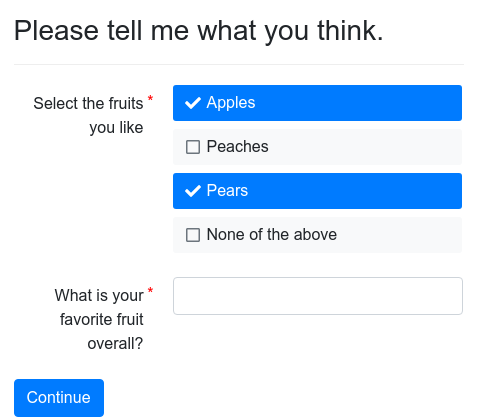 Please tell me what you think.
Select the fruits *
you like
Apples
Peaches
Pears
None of the above
What is your *
favorite fruit
overall?
Continue